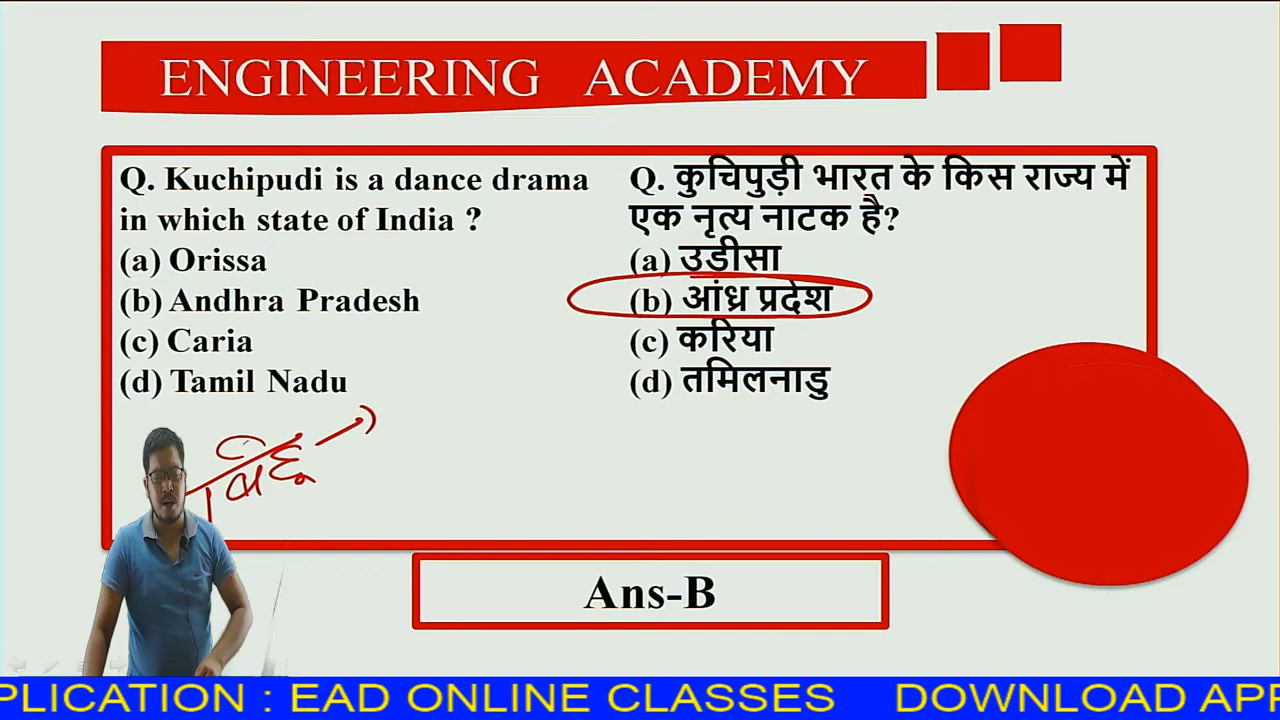 ENGINEERING ACADEMY
Q. Kuchipudi is a dance drama
in which state of India ?
(a) Orissa
(b) Andhra Pradesh
(c) Caria
(d) Tamil Nadu
Q. कुचिपुड़ी भारत के किस राज्य में
एक नृत्य नाटक है?
(a) उडीसा
(b) आंध्र प्रदेश
(c) करिया
(d) तमिलनाडु
Ans-B
PLICATION : EAD ONLINE CLASSES DOWNLOAD APP